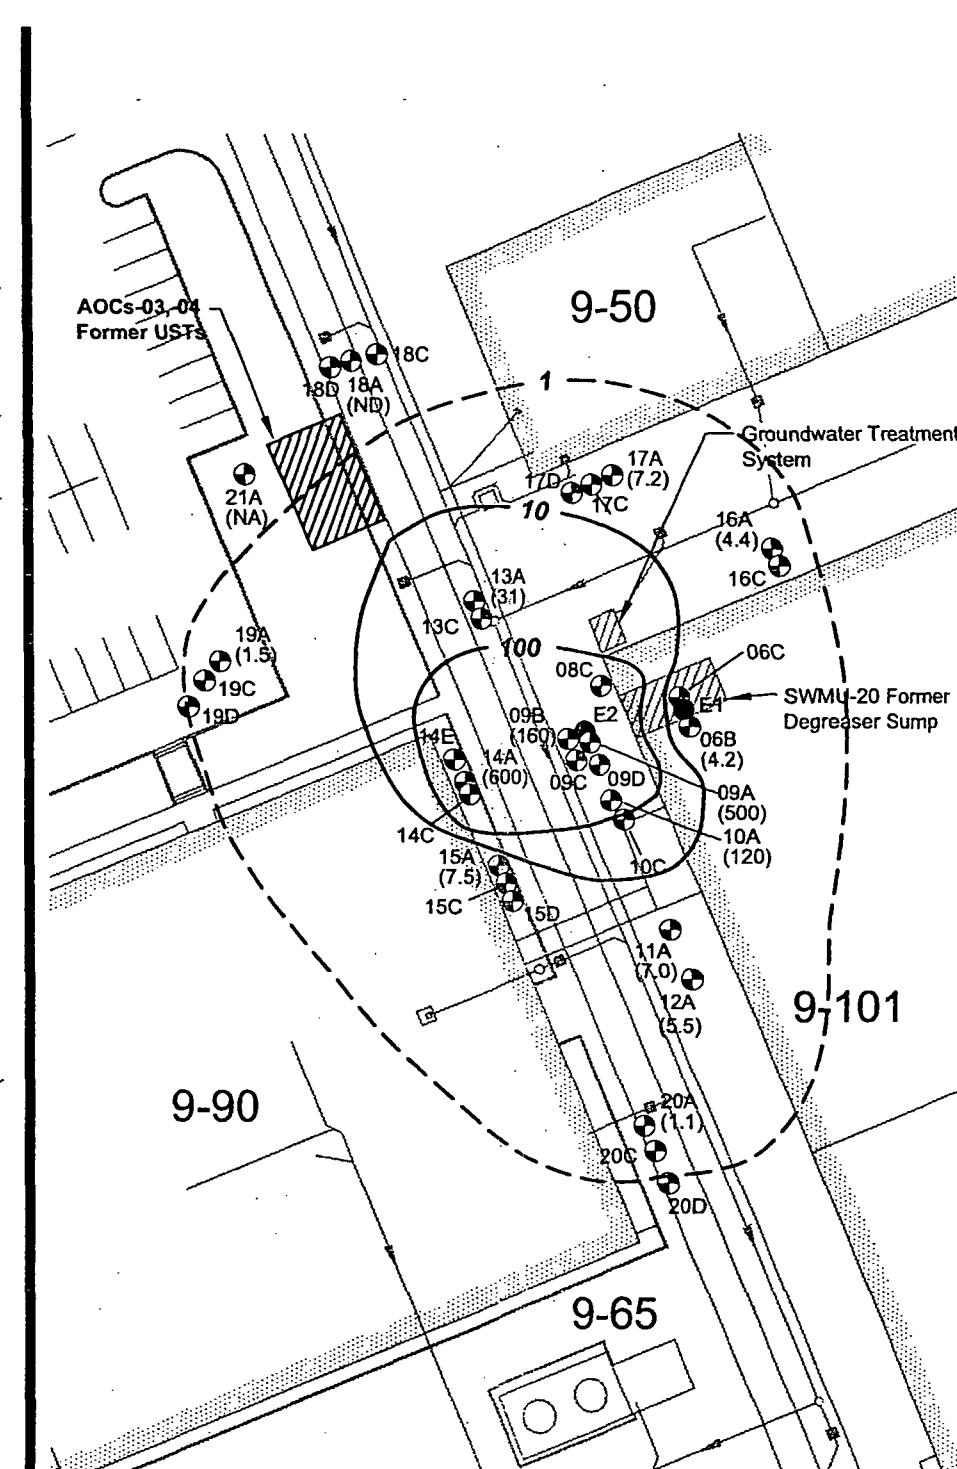 9-50
AOCs-03,-04
Former USTs
18C
18D
18A
(ND)
1
Groundwater Treatment
System
17D
17A
(7.2)
17C
21A
(NA)
10
16A
(4.4)
16C
13A
(31)
13C
100
19A
(1.5)
19C
19D
08C
06C
E1
SWMU-20 Former
Degreaser Sump
06B
(4.2)
09B
(160)
E2
14E
14A
(600)
09C
09D
09A
(500)
14C
10A
(120)
10C
15A
(7.5)
15C
15D
11A
(7.0)
12A
(5.5)
9-101
9-90
20A
(1.1)
20C
20D
9-65